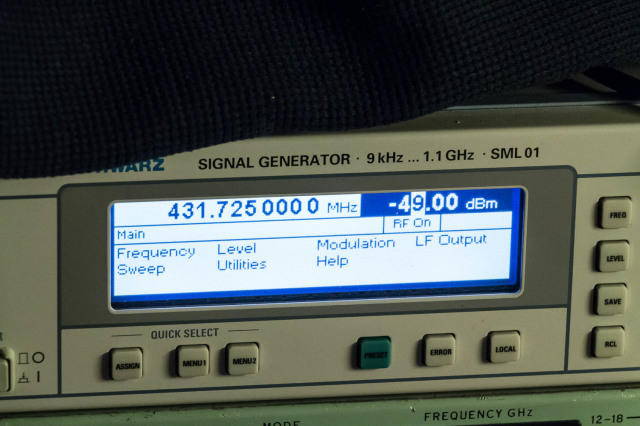 WARZ SIGNAL GENERATOR · 9 kHz ... 1.1 GHz · SML 01
431.725 000 0 MHz -49.00 dBm
RF On
Main
Frequency Level Modulation LF Output
Sweep Utilities Help
FREQ
LEVEL
SAVE
RCL
QUICK SELECT
ASSIGN MENU1 MENU2 PRESET ERROR LOCAL
MODE FREQUENCY GHz 12-18